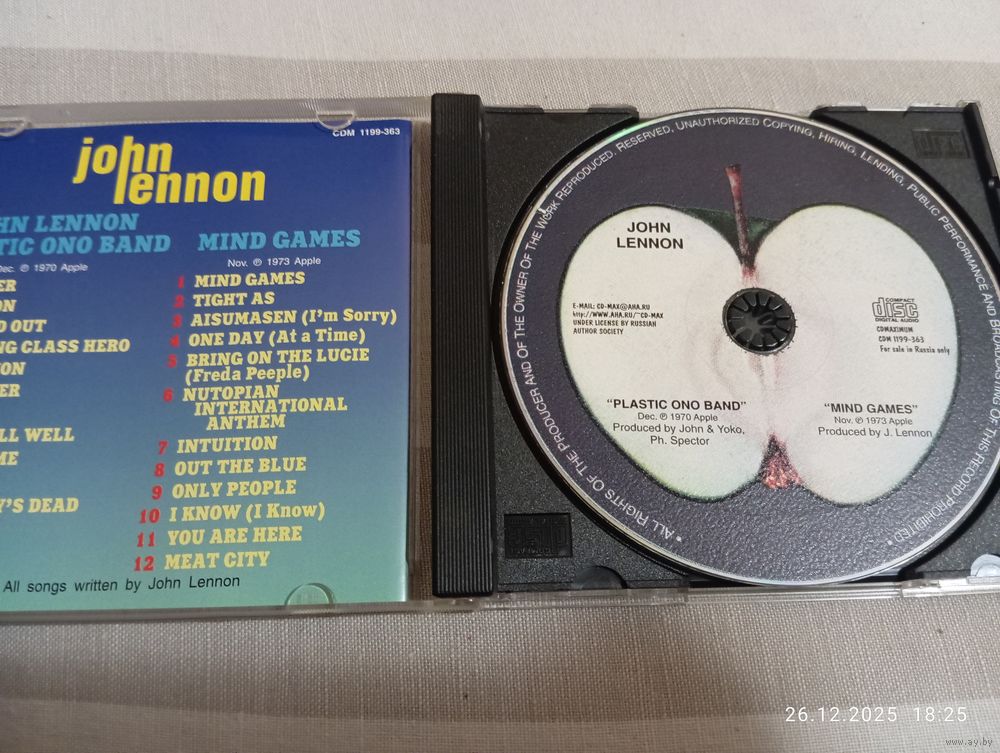 CDM 1199-363
john
lennon
HN LENNON
TIC ONO BAND
Dec. ℗ 1970 Apple
ER
ON
D OUT
NG CLASS HERO
ON
ER
LL WELL
ME
Y'S DEAD
MIND GAMES
Nov. ℗ 1973 Apple
1 MIND GAMES
2 TIGHT AS
3 AISUMASEN (I'm Sorry)
4 ONE DAY (At a Time)
5 BRING ON THE LUCIE
(Freda Peeple)
6 NUTOPIAN
INTERNATIONAL
ANTHEM
7 INTUITION
8 OUT THE BLUE
9 ONLY PEOPLE
10 I KNOW (I Know)
11 YOU ARE HERE
12 MEAT CITY
All songs written by John Lennon
• ALL RIGHTS OF THE PRODUCER AND OF THE OWNER OF THE WORK REPRODUCED, RESERVED, UNAUTHORIZED COPYING, HIRING, LENDING, PUBLIC PERFORMANCE AND BROADCASTING OF THIS RECORD PROHIBITED •
JOHN
LENNON
E-MAIL: CD-MAX@AHA.RU
http://WWW.AHA.RU/~CD-MAX
UNDER LICENSE BY RUSSIAN
AUTHOR SOCIETY
COMPACT
disc
DIGITAL AUDIO
CDMAXIMUM
CDM 1199-363
For sale in Russia only
"PLASTIC ONO BAND"
Dec. ℗ 1970 Apple
Produced by John & Yoko,
Ph. Spector
"MIND GAMES"
Nov. ℗ 1973 Apple
Produced by J. Lennon
26.12.2025 18:25
www.ay.by